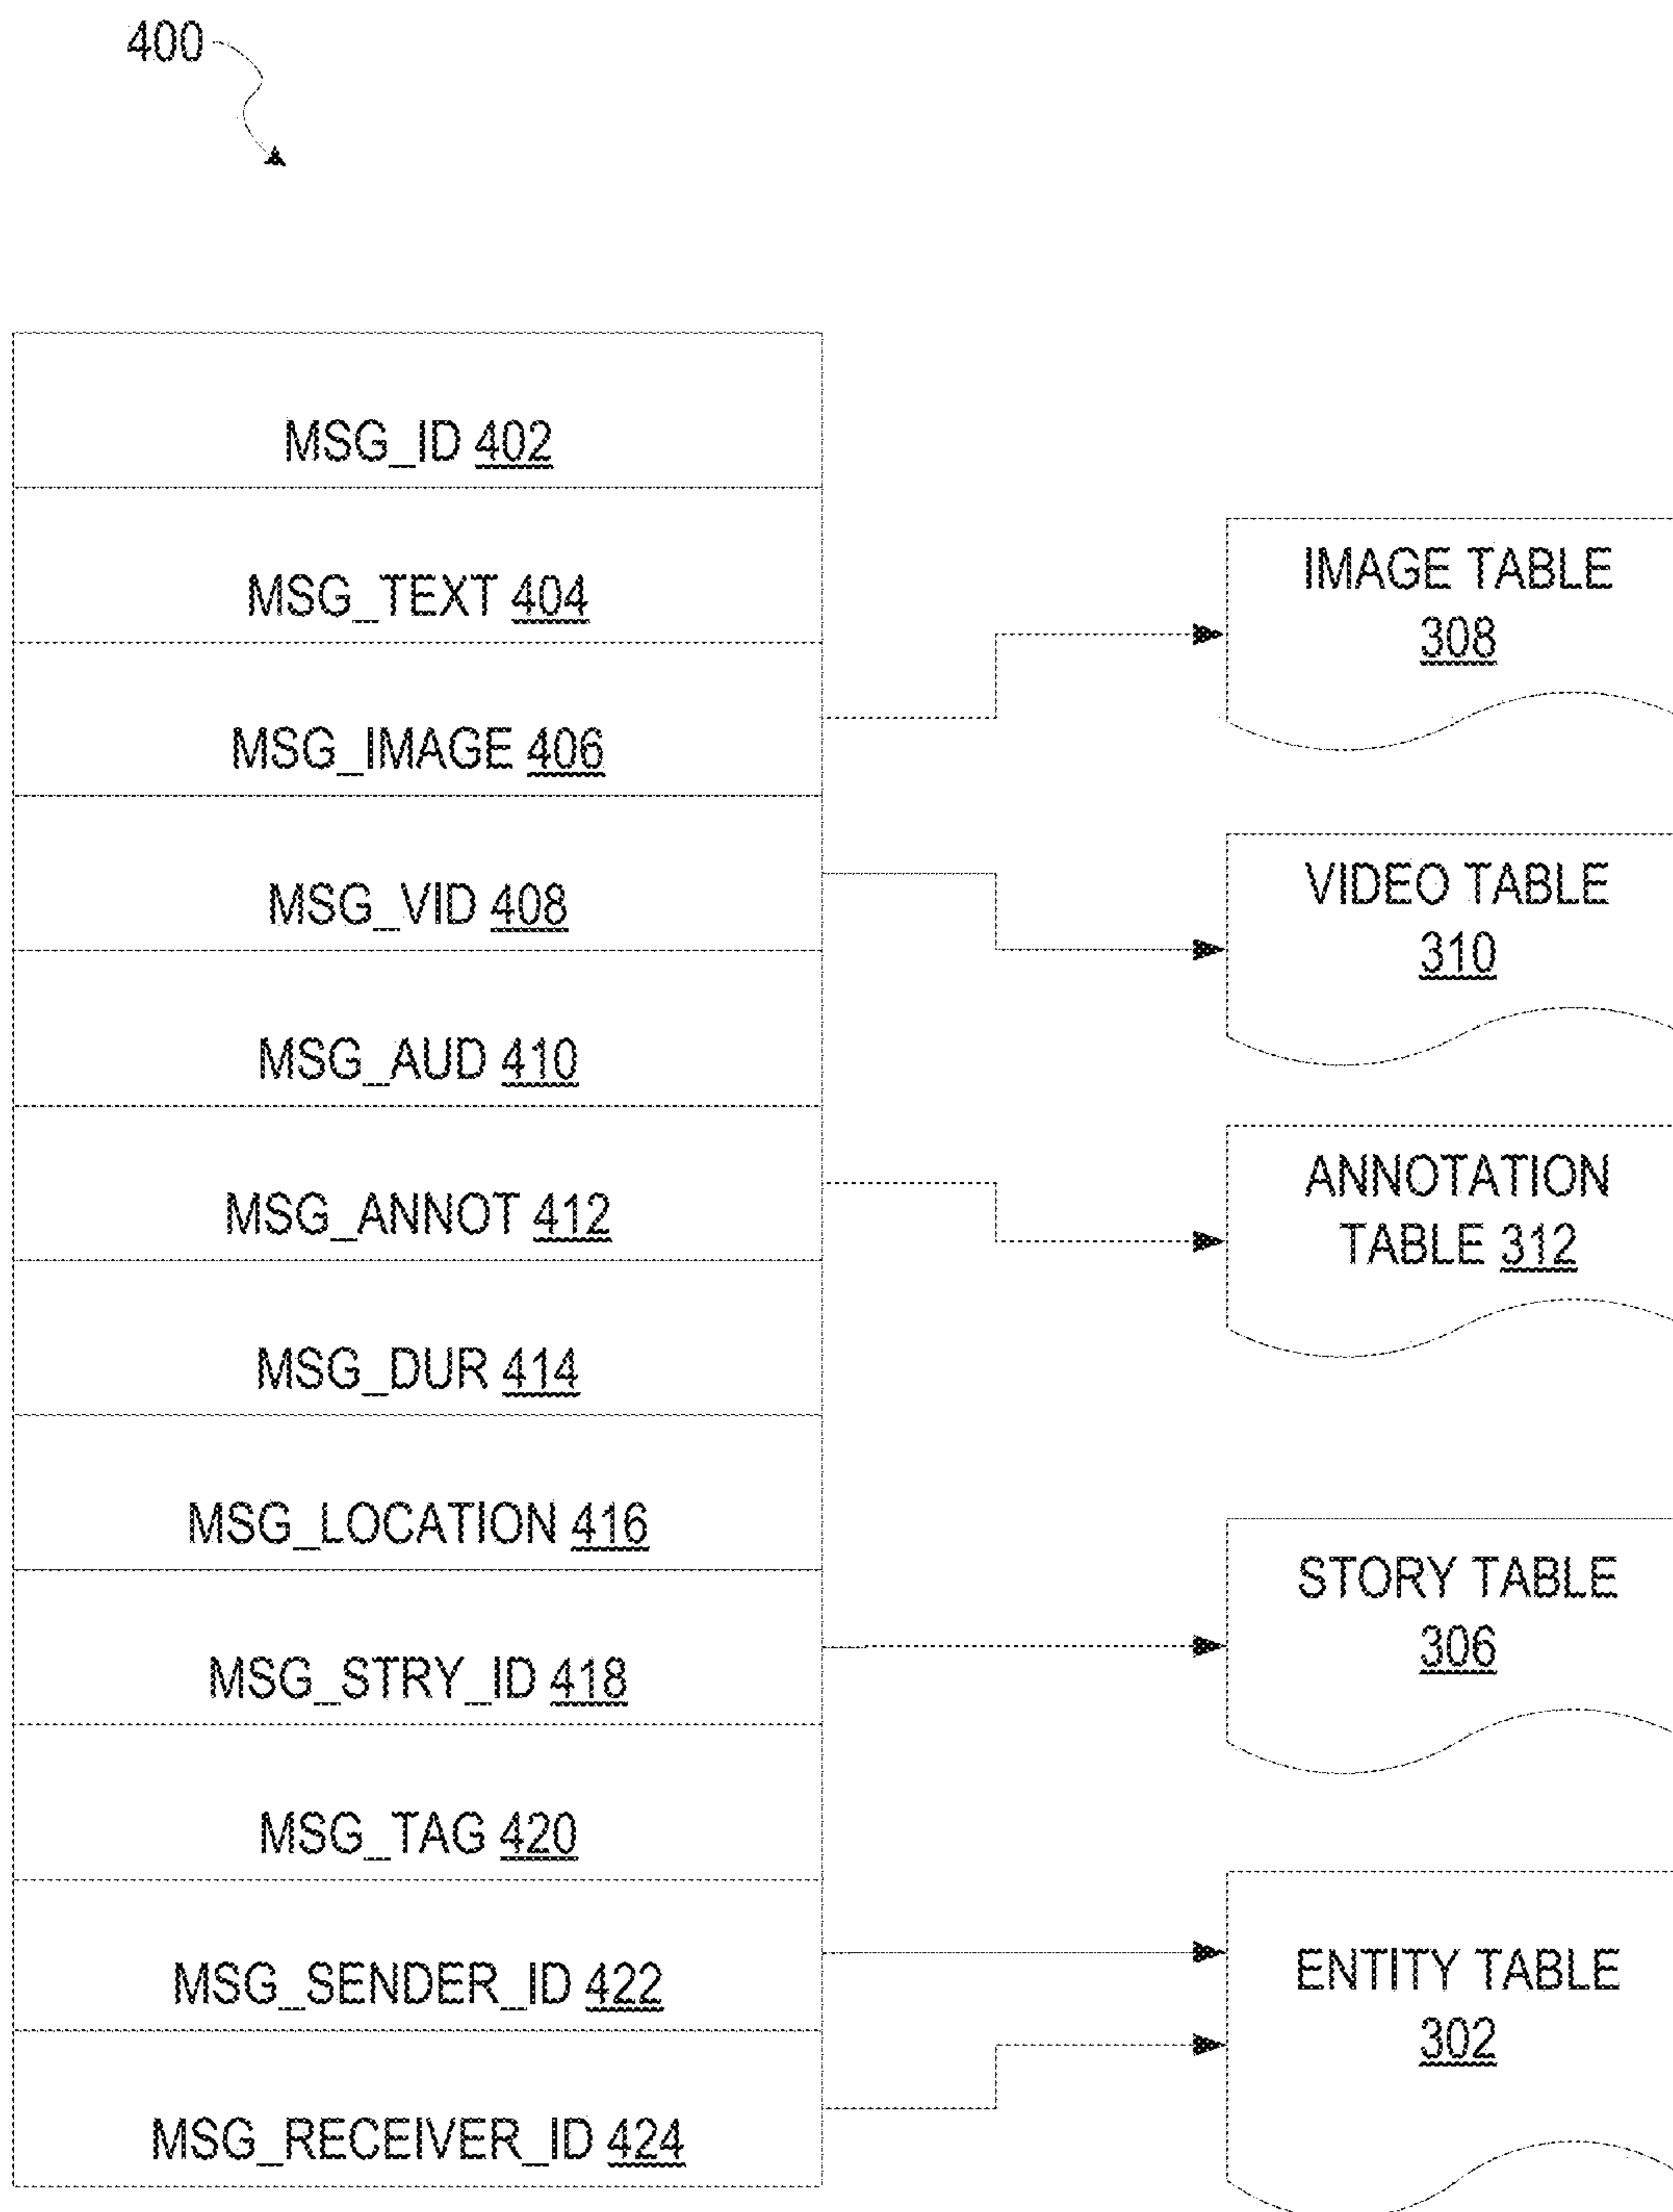 400
MSG_ID 402
MSG_TEXT 404
MSG_IMAGE 406
MSG_VID 408
MSG_AUD 410
MSG_ANNOT 412
MSG_DUR 414
MSG_LOCATION 416
MSG_STRY_ID 418
MSG_TAG 420
MSG_SENDER_ID 422
MSG_RECEIVER_ID 424
IMAGE TABLE
308
VIDEO TABLE
310
ANNOTATION
TABLE 312
STORY TABLE
306
ENTITY TABLE
302